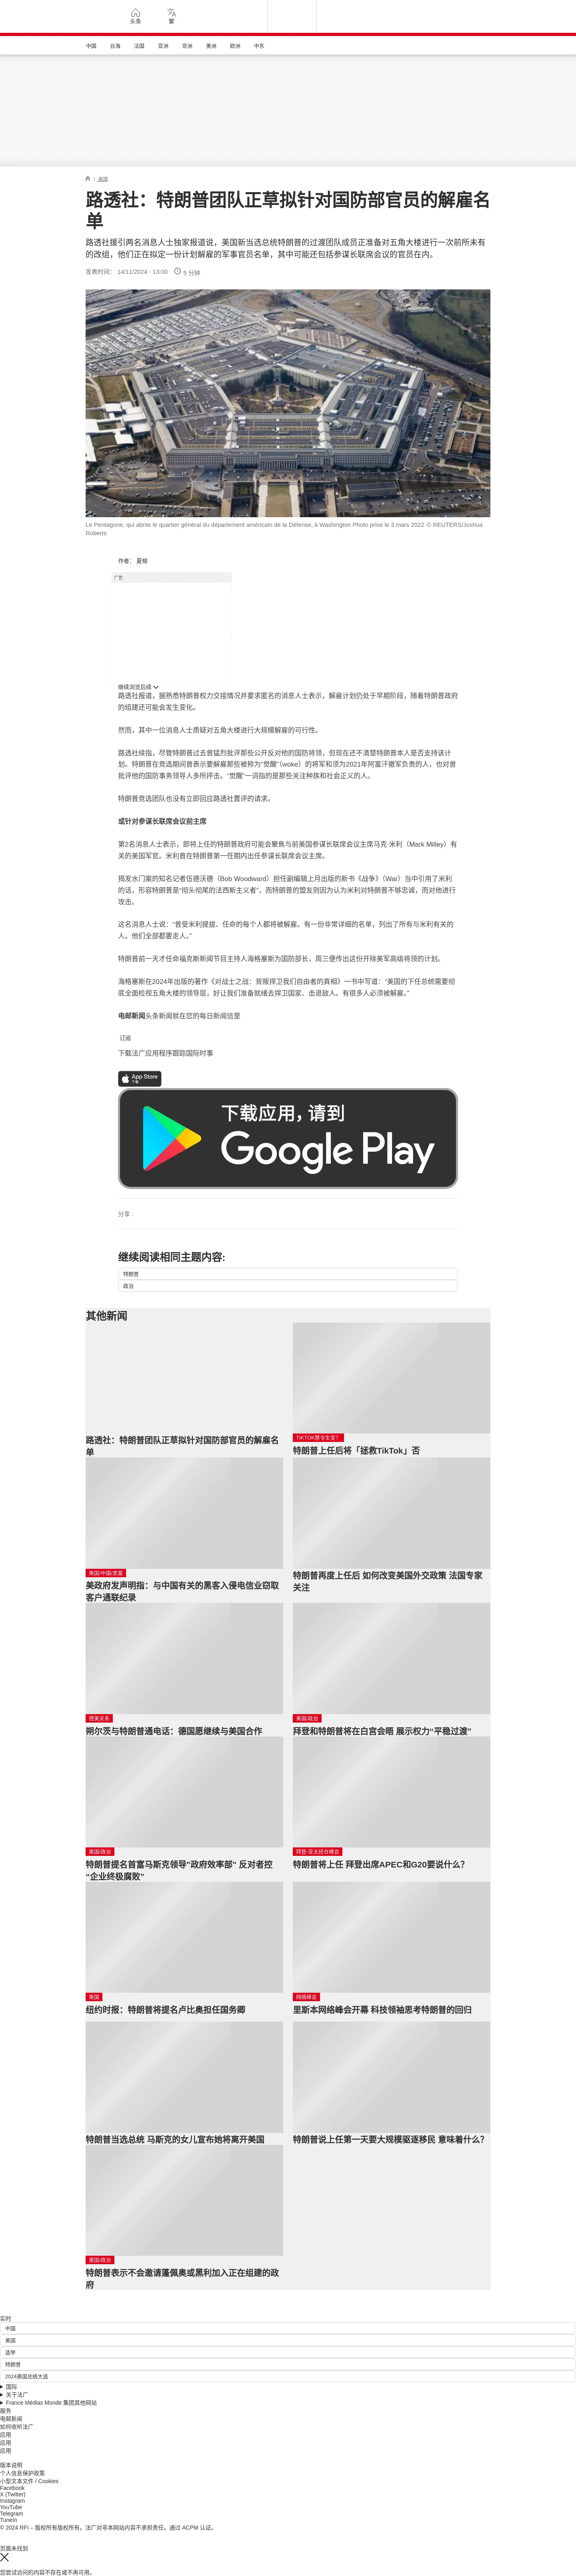 头条
繁
中国
台海
法国
亚洲
非洲
美洲
欧洲
中东
/ 美国
路透社：特朗普团队正草拟针对国防部官员的解雇名
单
路透社援引两名消息人士独家报道说，美国新当选总统特朗普的过渡团队成员正准备对五角大楼进行一次前所未有
的改组，他们正在拟定一份计划解雇的军事官员名单，其中可能还包括参谋长联席会议的官员在内。
发表时间： 14/11/2024 - 13:00
5 分钟
Le Pentagone, qui abrite le quartier général du département américain de la Défense, à Washington Photo prise le 3 mars 2022 © REUTERS/Joshua
Roberts
作者： 夏榕
广告
继续浏览后续
路透社报道，据熟悉特朗普权力交接情况并要求匿名的消息人士表示，解雇计划仍处于早期阶段，随着特朗普政府
的组建还可能会发生变化。
然而，其中一位消息人士质疑对五角大楼进行大规模解雇的可行性。
路透社续指，尽管特朗普过去曾猛烈批评那些公开反对他的国防将领，但现在还不清楚特朗普本人是否支持该计
划。特朗普在竞选期间曾表示要解雇那些被称为“觉醒”（woke）的将军和须为2021年阿富汗撤军负责的人，也对曾
批评他的国防事务领导人多所抨击。“觉醒”一词指的是那些关注种族和社会正义的人。
特朗普竞选团队也没有立即回应路透社置评的请求。
或针对参谋长联席会议前主席
第2名消息人士表示，即将上任的特朗普政府可能会聚焦与前美国参谋长联席会议主席马克·米利（Mark Milley）有
关的美国军官。米利曾在特朗普第一任期内出任参谋长联席会议主席。
揭发水门案的知名记者伍德沃德（Bob Woodward）担任副编辑上月出版的新书《战争》（War）当中引用了米利
的话，形容特朗普是“彻头彻尾的法西斯主义者”，而特朗普的盟友则因为认为米利对特朗普不够忠诚，而对他进行
攻击。
这名消息人士说：“曾受米利提拔、任命的每个人都将被解雇。有一份非常详细的名单，列出了所有与米利有关的
人。他们全部都要走人。”
特朗普前一天才任命福克斯新闻节目主持人海格塞斯为国防部长，周三便传出这份开除美军高级将领的计划。
海格塞斯在2024年出版的著作《对战士之战：背叛捍卫我们自由者的真相》一书中写道：“美国的下任总统需要彻
底全面检视五角大楼的领导层，好让我们准备就绪去捍卫国家、击退敌人。有很多人必须被解雇。”
电邮新闻头条新闻就在您的每日新闻信里
订阅
下载法广应用程序跟踪国际时事
App Store
下载
下载应用，请到
Google Play
分享 :
继续阅读相同主题内容:
特朗普
政治
其他新闻
路透社：特朗普团队正草拟针对国防部官员的解雇名
单
TIKTOK禁令生变？
特朗普上任后将「拯救TikTok」否
美国/中国/黑客
美政府发声明指：与中国有关的黑客入侵电信业窃取
客户通联纪录
特朗普再度上任后 如何改变美国外交政策 法国专家
关注
德美关系
朔尔茨与特朗普通电话：德国愿继续与美国合作
美国/政治
拜登和特朗普将在白宫会晤 展示权力“平稳过渡”
美国/政治
特朗普提名首富马斯克领导"政府效率部" 反对者控
“企业终极腐败”
拜登-亚太经合峰会
特朗普将上任 拜登出席APEC和G20要说什么？
美国
纽约时报：特朗普将提名卢比奥担任国务卿
网络峰会
里斯本网络峰会开幕 科技领袖思考特朗普的回归
特朗普当选总统 马斯克的女儿宣布她将离开美国
特朗普说上任第一天要大规模驱逐移民 意味着什么？
美国/政治
特朗普表示不会邀请蓬佩奥或黑利加入正在组建的政
府
实时
中国
美国
选举
特朗普
2024美国总统大选
国际
关于法广
France Médias Monde 集团其他网站
服务
电邮新闻
如何收听法广
应用
应用
应用
版本说明
个人信息保护政策
小型文本文件 / Cookies
Facebook
X (Twitter)
Instagram
YouTube
Telegram
TuneIn
© 2024 RFI – 版权所有版权所有。法广对非本网站内容不承担责任。通过 ACPM 认证。
页面未找到
您尝试访问的内容不存在或不再可用。